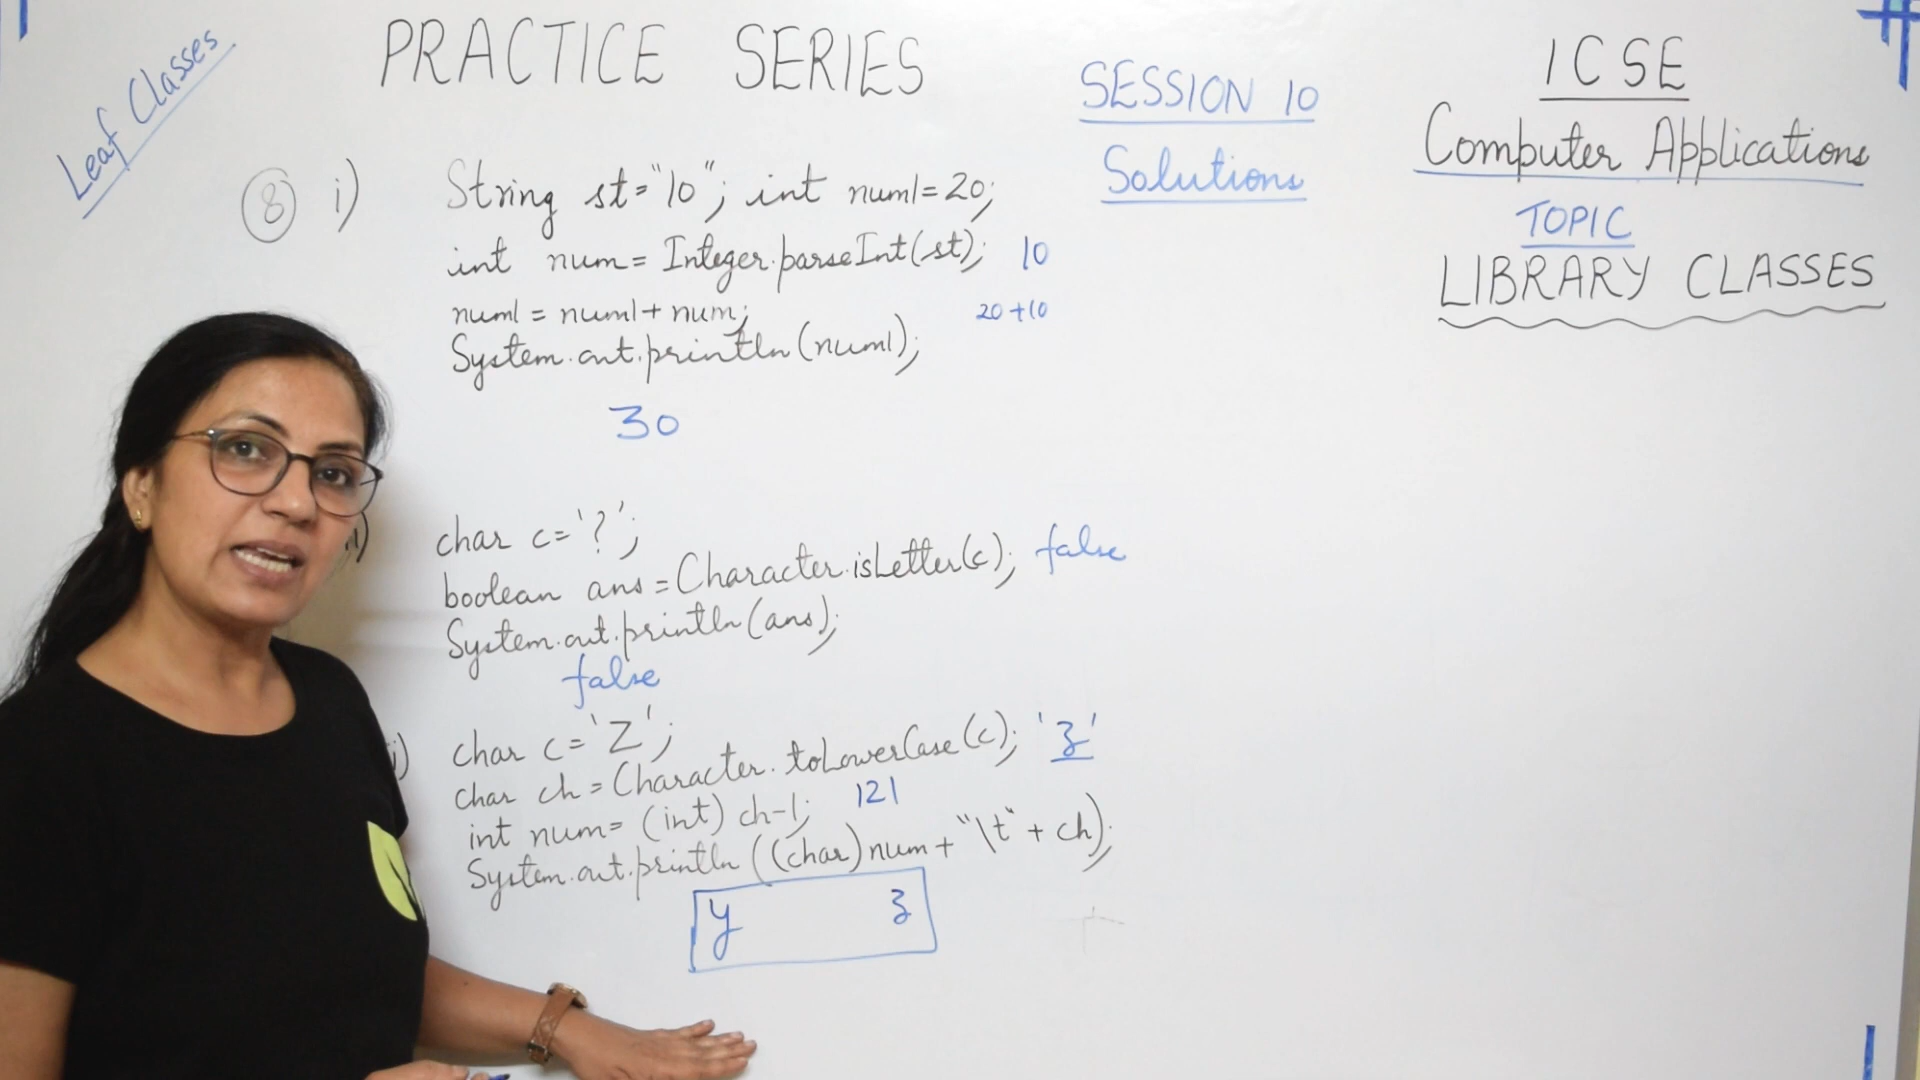 Leaf Classes
PRACTICE SERIES
SESSION 10
Solutions
ICSE
Computer Applications
TOPIC
LIBRARY CLASSES
8 i) String st="10"; int num1=20;
int num= Integer.parseInt(st); 10
num1 = num1+num; 20+10
System.out.println(num1);
30
char c='?';
boolean ans=Character.isLetter(c); false
System.out.println(ans);
false
char c='Z';
char ch=Character.toLowerCase(c); 'z'
int num= (int) ch-1; 121
System.out.println((char)num+"\t"+ch);
y z